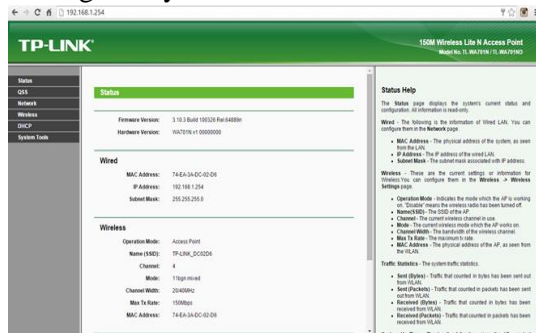 192.168.1.254
TP-LINK®
150M Wireless Lite N Access Point
Model No. TL-WA701N / TL-WA701ND
Status
QSS
Network
Wireless
DHCP
System Tools
Status
Firmware Version: 3.10.3 Build 100326 Rel.64889n
Hardware Version: WA701N v1 00000000
Wired
MAC Address: 74-EA-3A-DC-02-D6
IP Address: 192.168.1.254
Subnet Mask: 255.255.255.0
Wireless
Operation Mode: Access Point
Name (SSID): TP-LINK_DC02D6
Channel: 4
Mode: 11bgn mixed
Channel Width: 20/40MHz
Max Tx Rate: 150Mbps
MAC Address: 74-EA-3A-DC-02-D6
Status Help
The Status page displays the system's current status and
configuration. All information is read-only.
Wired - The following is the information of Wired LAN. You can
configure them in the Network page.
MAC Address - The physical address of the system, as seen
from the LAN.
IP Address - The IP address of the wired LAN.
Subnet Mask - The subnet mask associated with IP address.
Wireless - These are the current settings or information for
Wireless.You can configure them in the Wireless -> Wireless
Settings page.
Operation Mode - Indicates the mode which the AP is working
on. "Disable" means the wireless radio has been turned off.
Name(SSID) - The SSID of the AP.
Channel - The current wireless channel in use.
Mode - The current wireless mode which the AP works on.
Channel Width - The bandwidth of the wireless channel.
Max Tx Rate - The maximum tx rate.
MAC Address - The physical address of the AP, as seen from
the WLAN.
Traffic Statistics - The system traffic statistics.
Sent (Bytes) - Traffic that counted in bytes has been sent out
from WLAN.
Sent (Packets) - Traffic that counted in packets has been sent
out from WLAN.
Received (Bytes) - Traffic that counted in bytes has been
received from WLAN.
Received (Packets) - Traffic that counted in packets has been
received from WLAN.